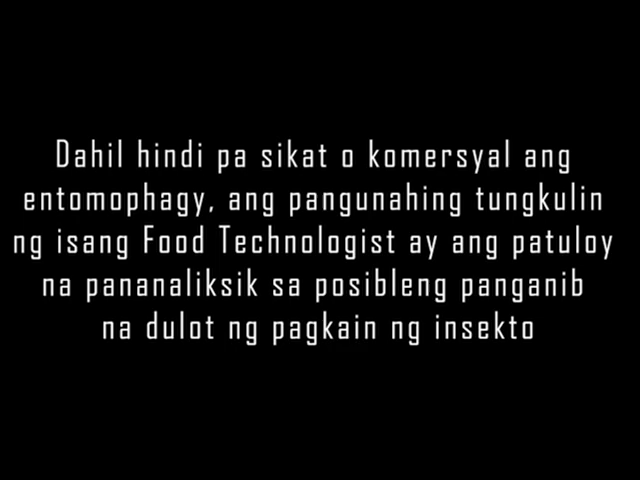 Dahil hindi pa sikat o komersyal ang
entomophagy, ang pangunahing tungkulin
ng isang Food Technologist ay ang patuloy
na pananaliksik sa posibleng panganib
na dulot ng pagkain ng insekto